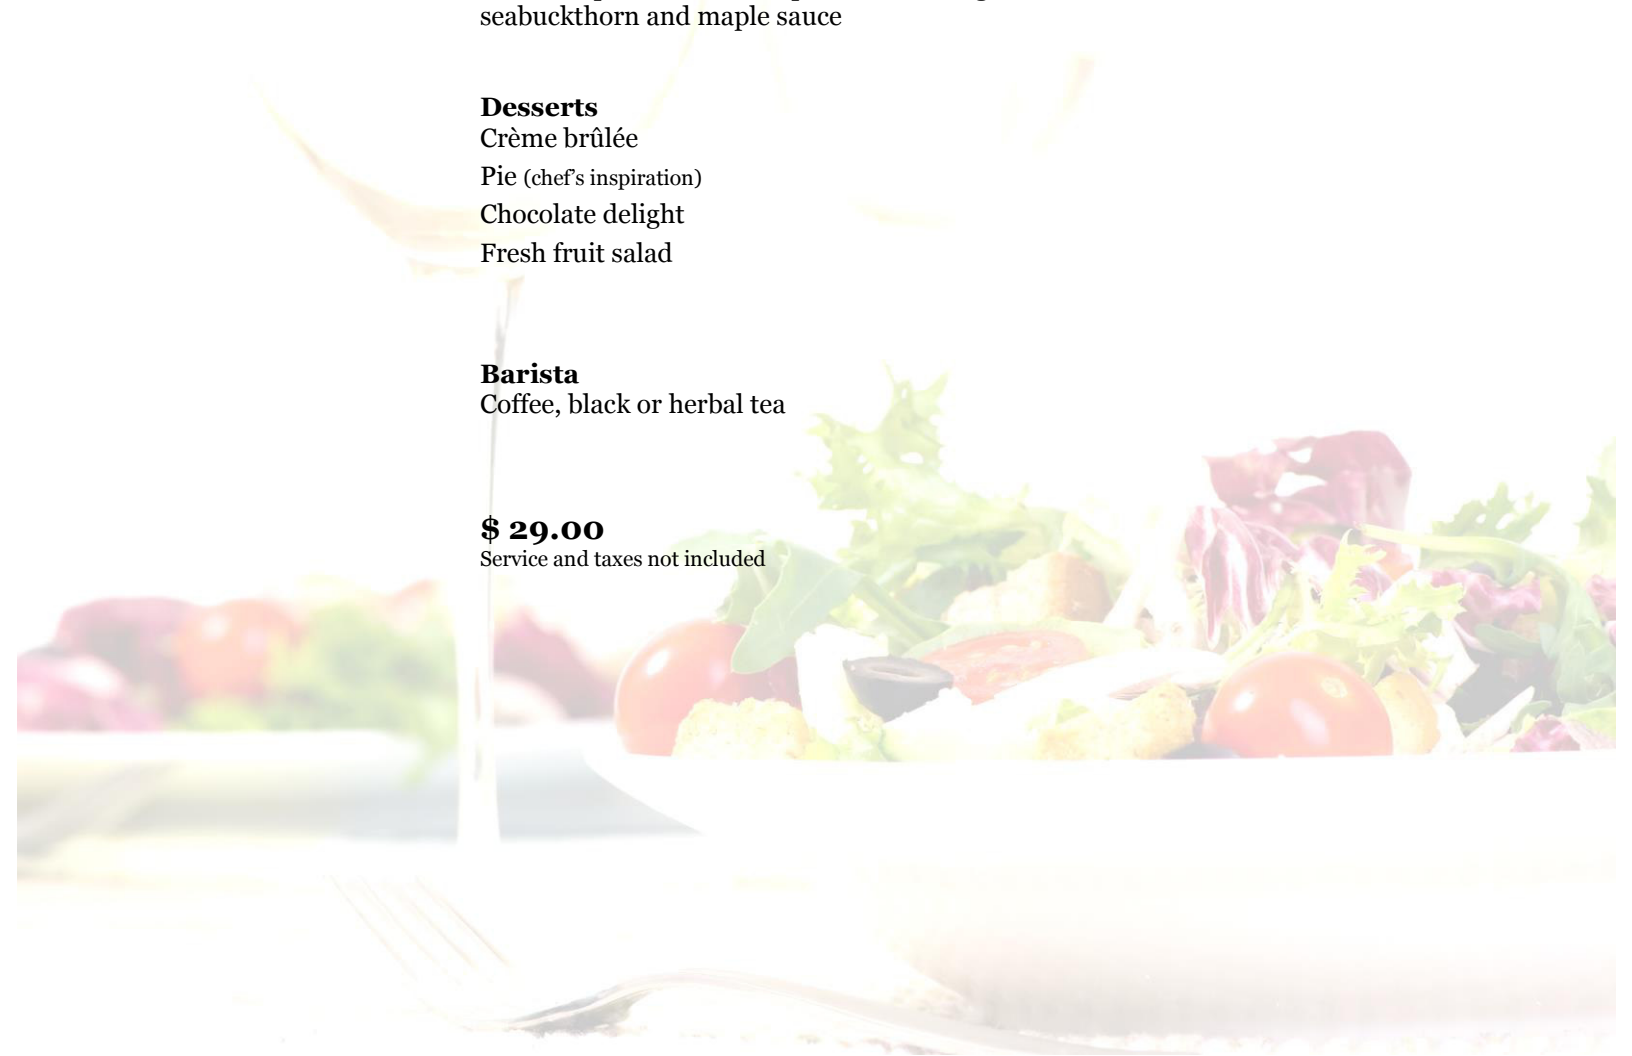 seabuckthorn and maple sauce
Desserts
Crème brûlée
Pie (chef's inspiration)
Chocolate delight
Fresh fruit salad
Barista
Coffee, black or herbal tea
$ 29.00
Service and taxes not included